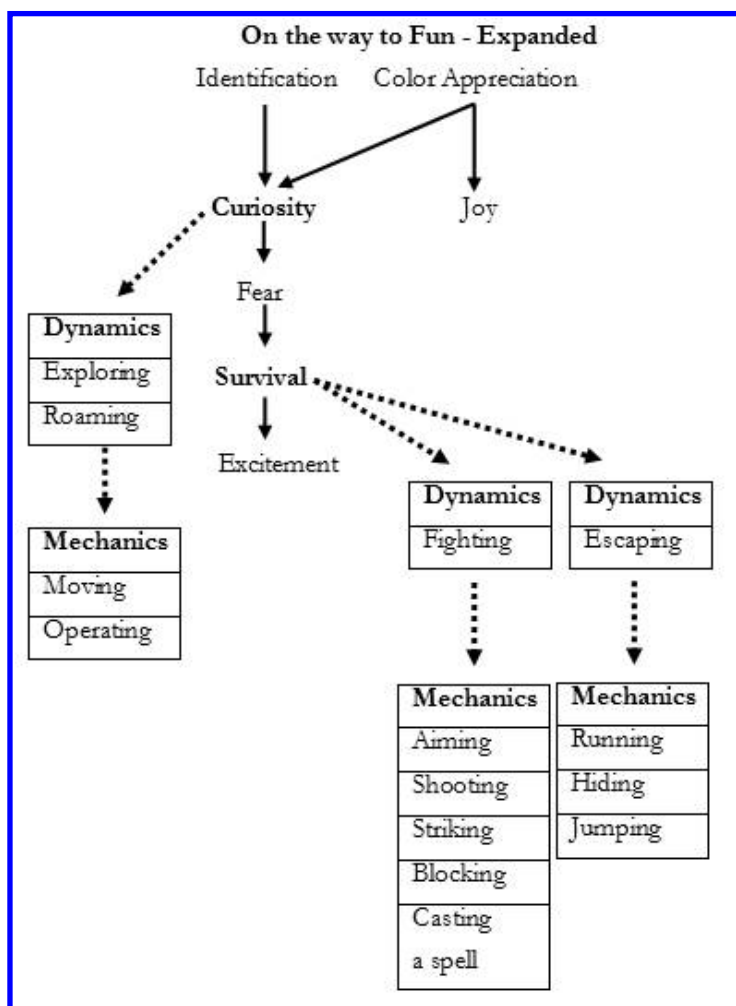 On the way to Fun - Expanded
Identification
Color Appreciation
Curiosity
Joy
Fear
Survival
Excitement
Dynamics
Exploring
Roaming
Mechanics
Moving
Operating
Dynamics
Fighting
Dynamics
Escaping
Mechanics
Aiming
Shooting
Striking
Blocking
Casting
a spell
Mechanics
Running
Hiding
Jumping